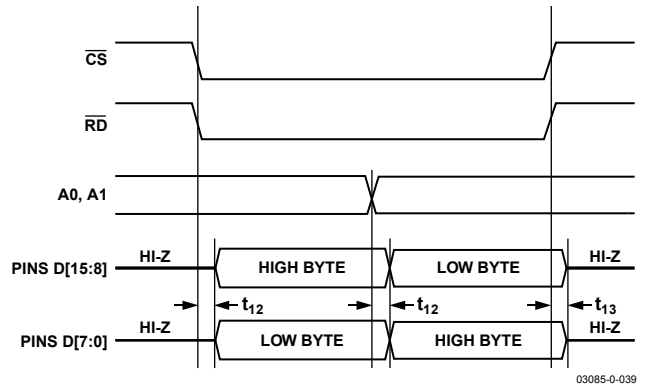 CS
RD
A0, A1
PINS D[15:8] HI-Z HIGH BYTE LOW BYTE HI-Z
t12 t12 t13
PINS D[7:0] HI-Z LOW BYTE HIGH BYTE HI-Z
03085-0-039